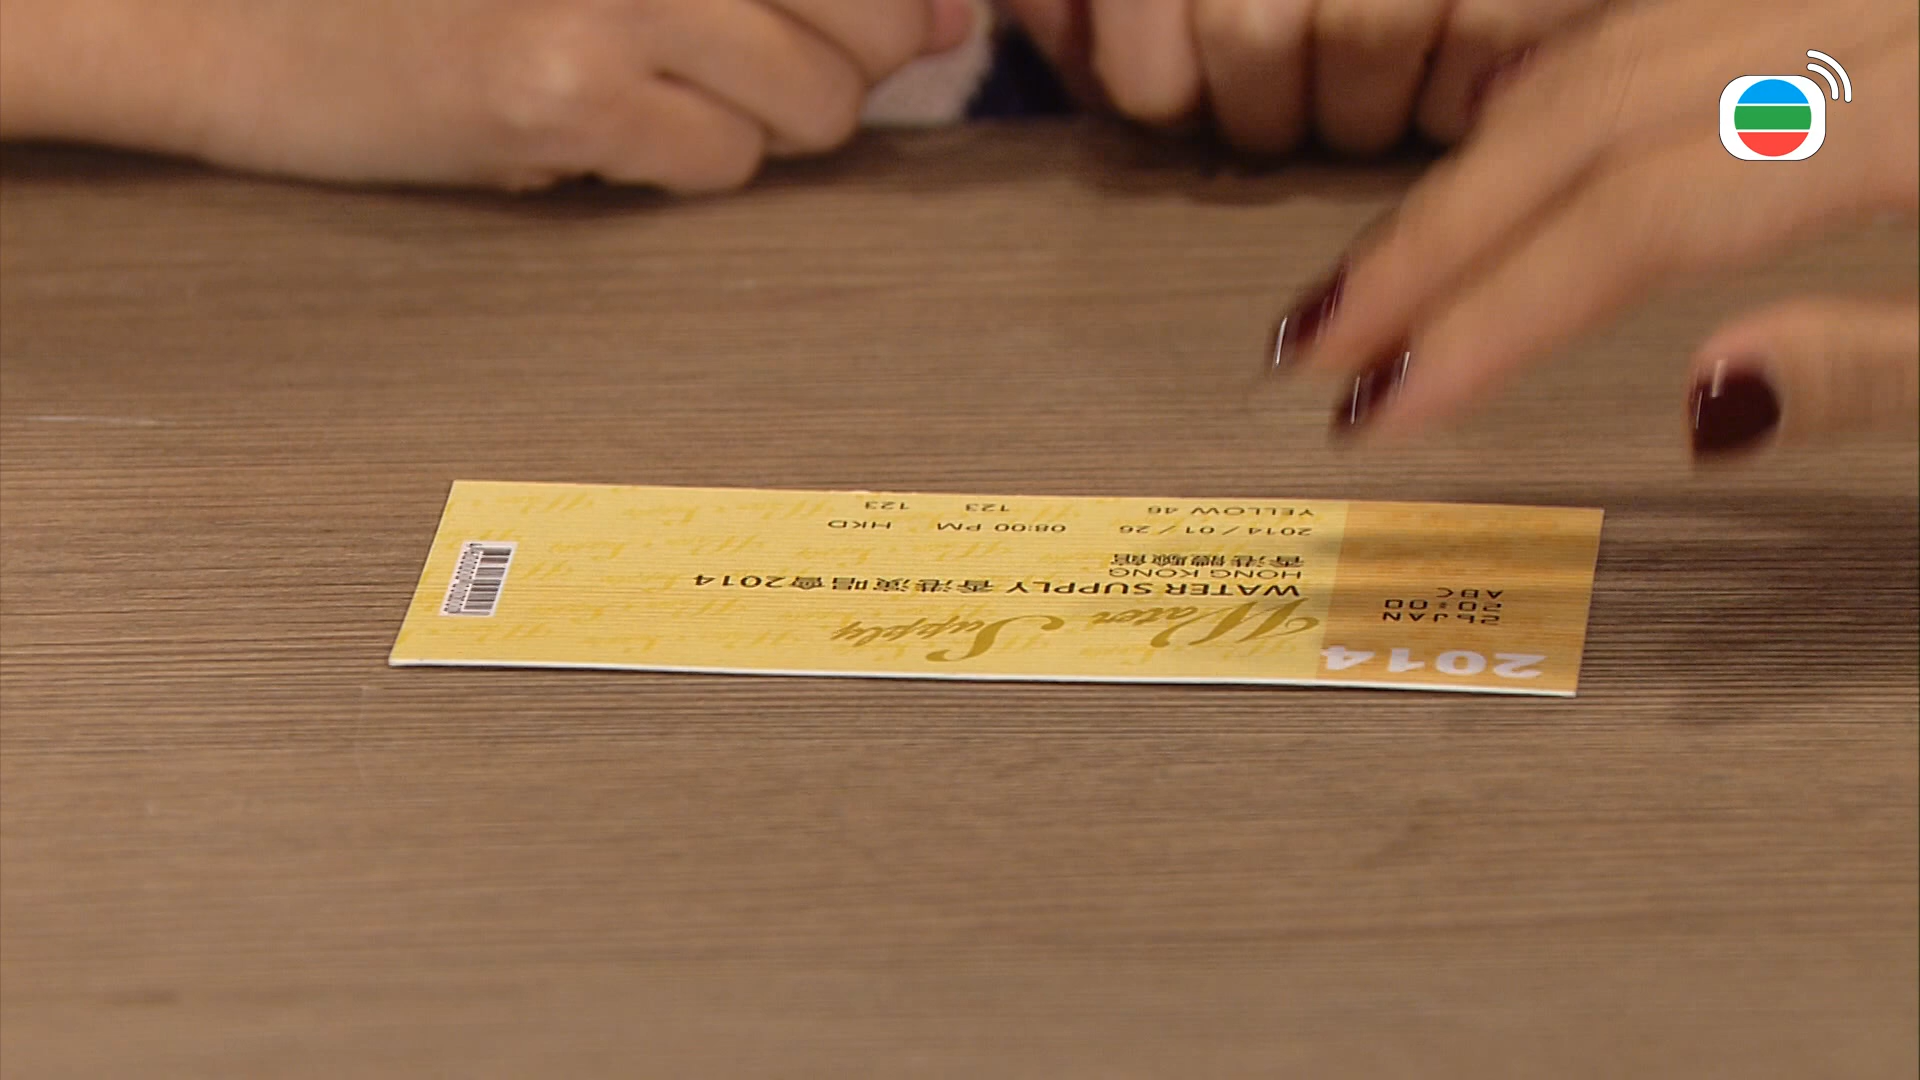 2014
26 JAN
20:00
ABC
Water Supply
WATER SUPPLY 香港演唱會2014
HONG KONG
香港體驗館
2014/01/26 08:00 PM HKD
YELLOW 46 123 123